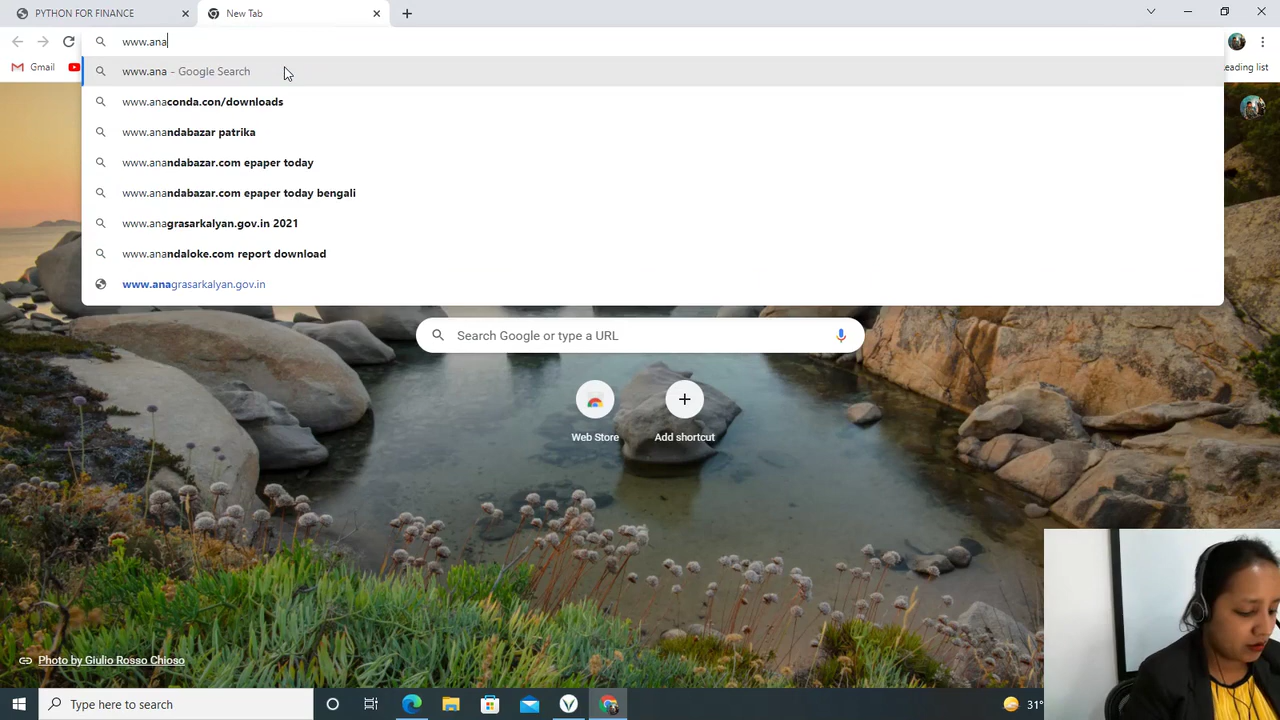 PYTHON FOR FINANCE
New Tab
www.ana
Gmail
eading list
www.ana - Google Search
www.anaconda.con/downloads
www.anandabazar patrika
www.anandabazar.com epaper today
www.anandabazar.com epaper today bengali
www.anagrasarkalyan.gov.in 2021
www.anandaloke.com report download
www.anagrasarkalyan.gov.in
Search Google or type a URL
Web Store
Add shortcut
Photo by Giulio Rosso Chioso
Type here to search
31°